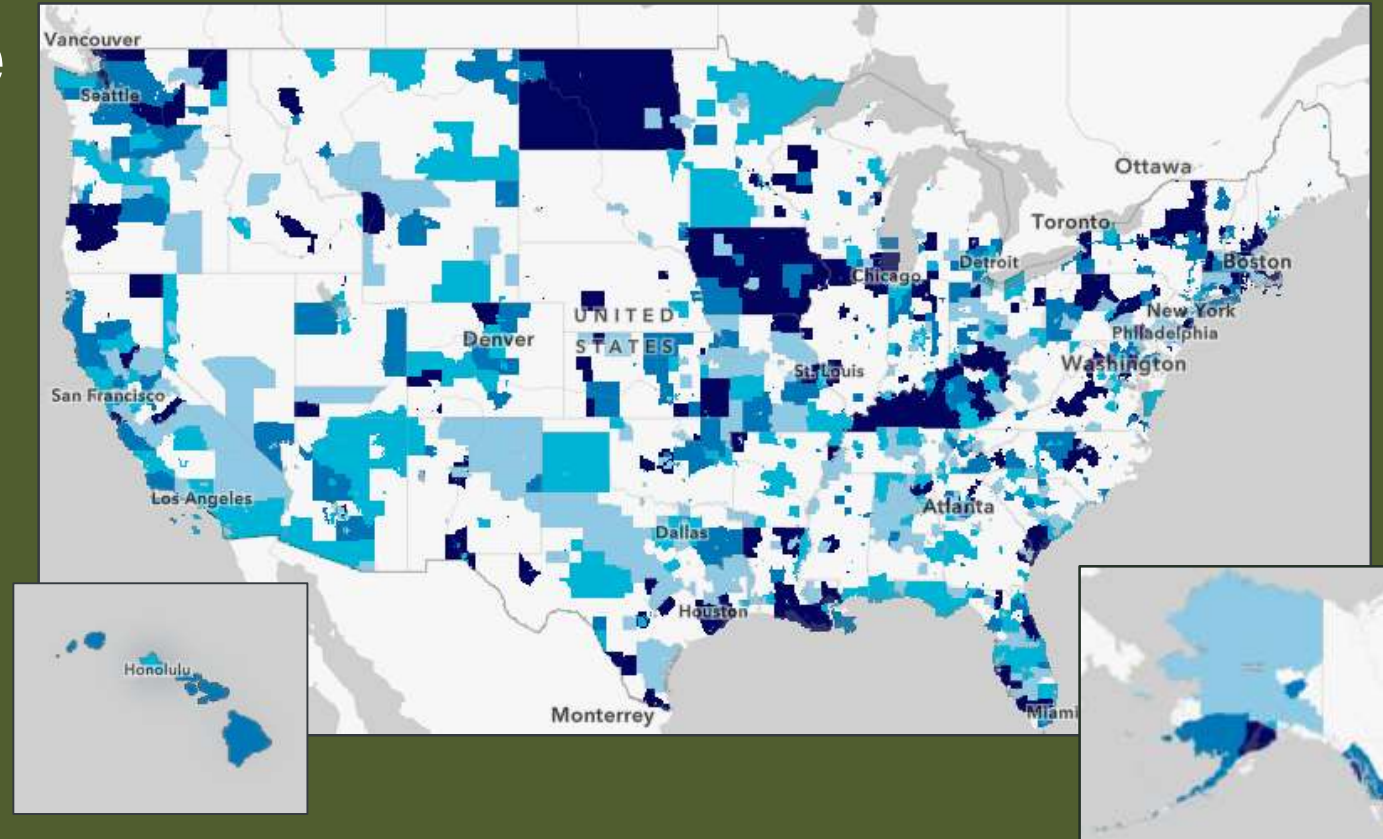 e
Vancouver
Seattle
Ottawa
Toronto
Boston
Detroit
Chicago
New York
UNITED
STATES
Denver
Philadelphia
Washington
St. Louis
San Francisco
Los Angeles
Atlanta
Dallas
Houston
Monterrey
Miami
Honolulu